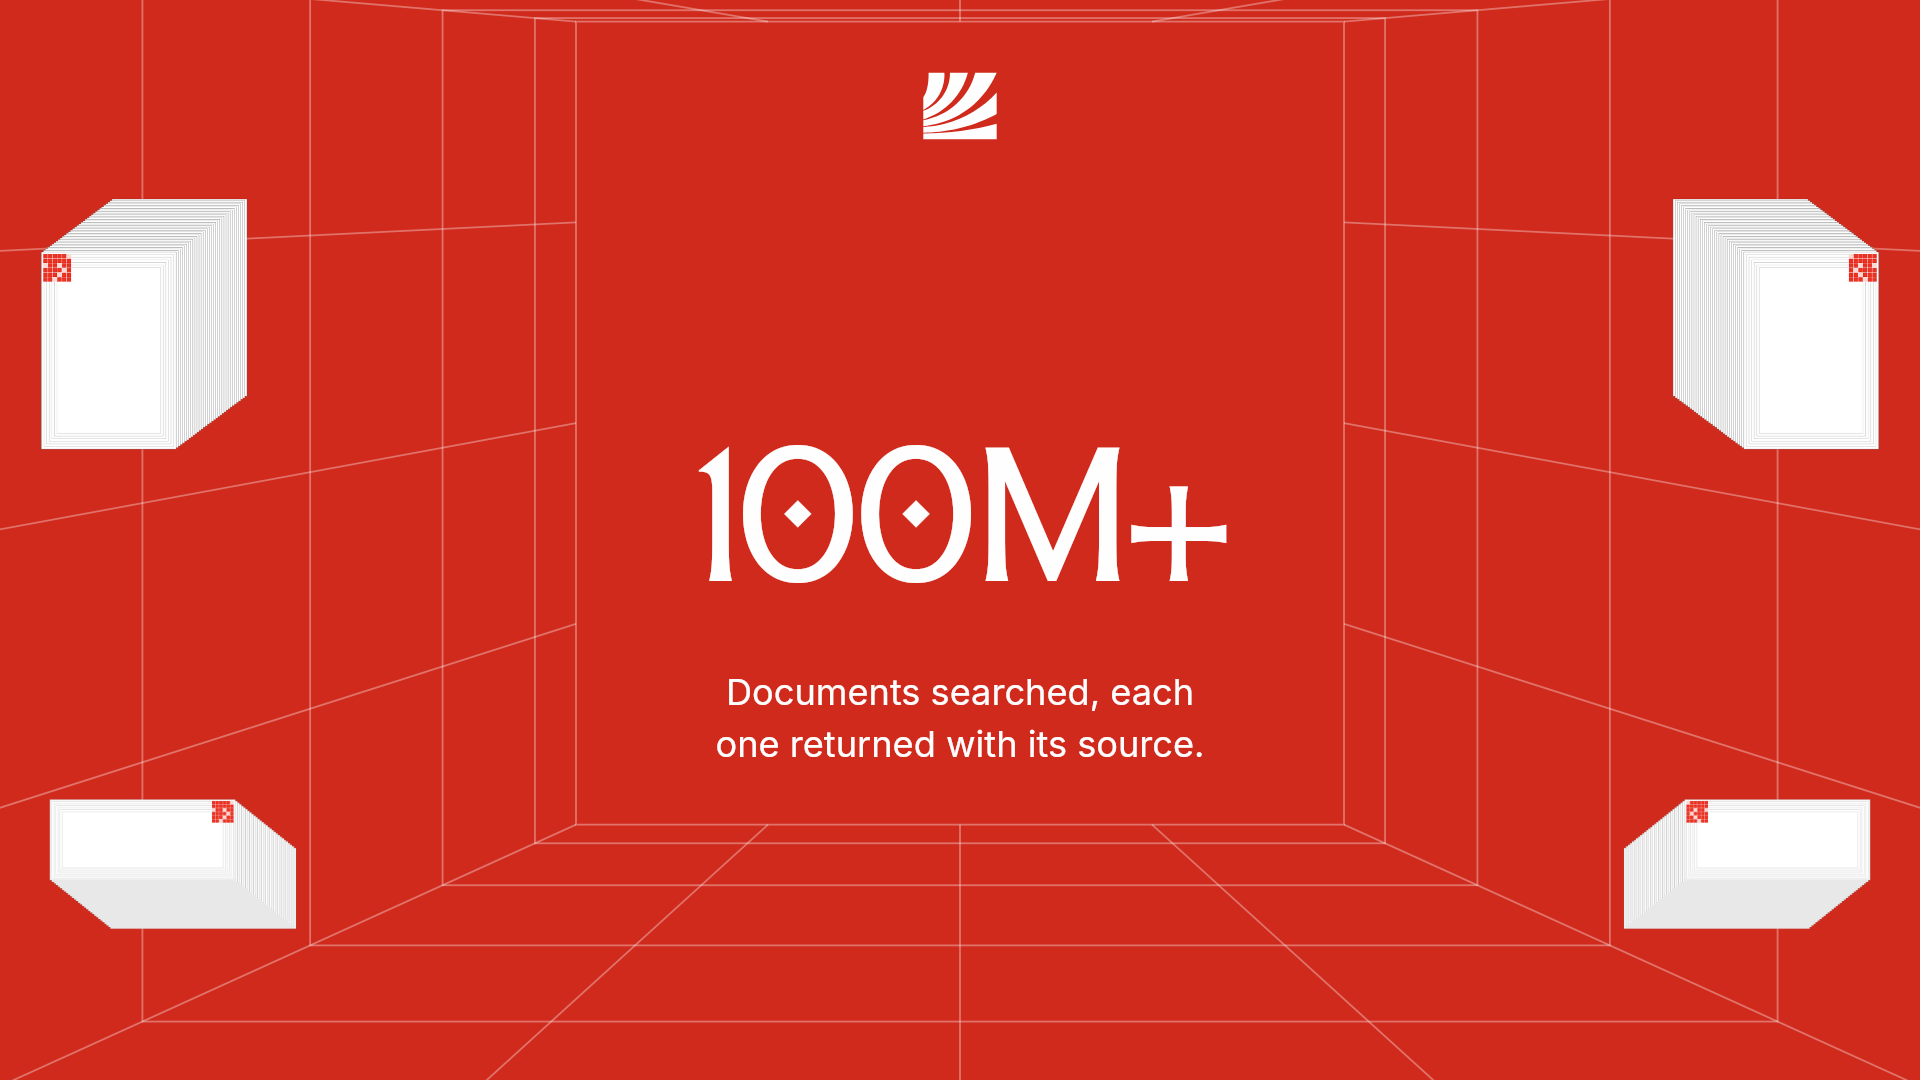 100M+
Documents searched, each
one returned with its source.